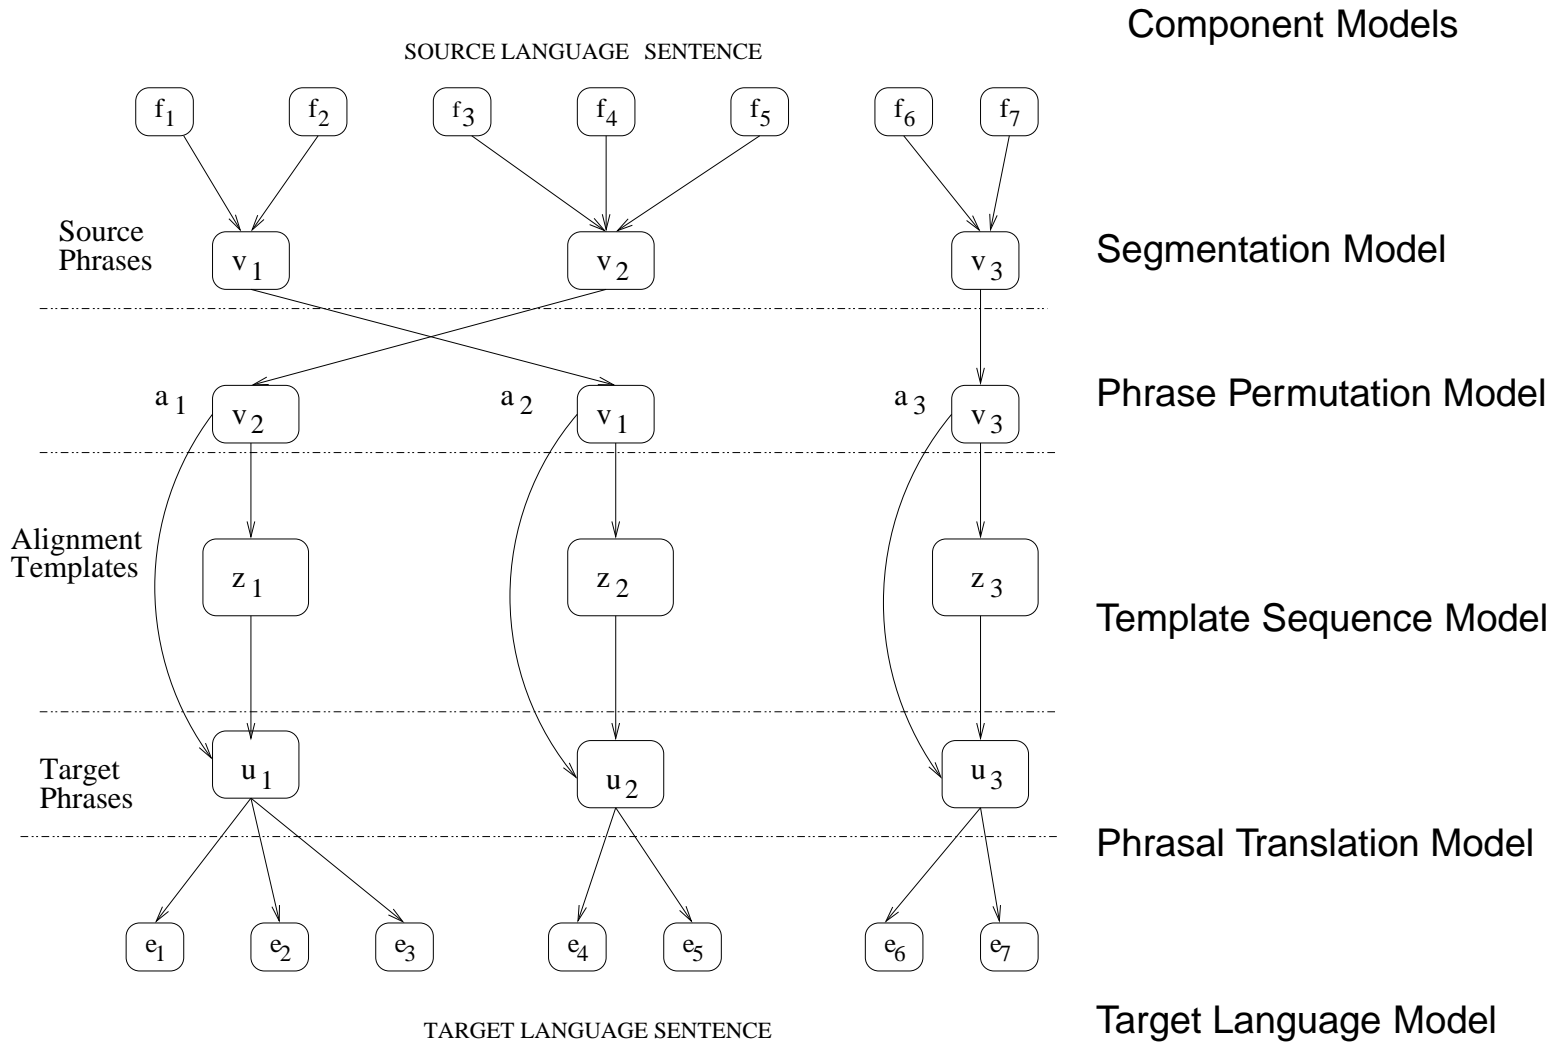 Component Models
SOURCE LANGUAGE SENTENCE
f1 f2 f3 f4 f5 f6 f7
Source
Phrases
v1 v2 v3
Segmentation Model
a1 v2 a2 v1 a3 v3
Phrase Permutation Model
Alignment
Templates
z1 z2 z3
Template Sequence Model
Target
Phrases
u1 u2 u3
Phrasal Translation Model
e1 e2 e3 e4 e5 e6 e7
TARGET LANGUAGE SENTENCE
Target Language Model